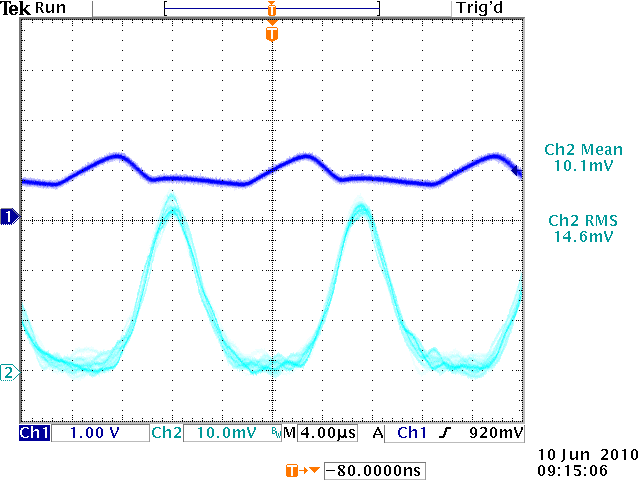 Tek Run Trig'd
T
T
Ch2 Mean
10.1mV
1
Ch2 RMS
14.6mV
2
Ch1 1.00 V Ch2 10.0mV BW M 4.00µs A Ch1 920mV
T -80.0000ns
10 Jun 2010
09:15:06